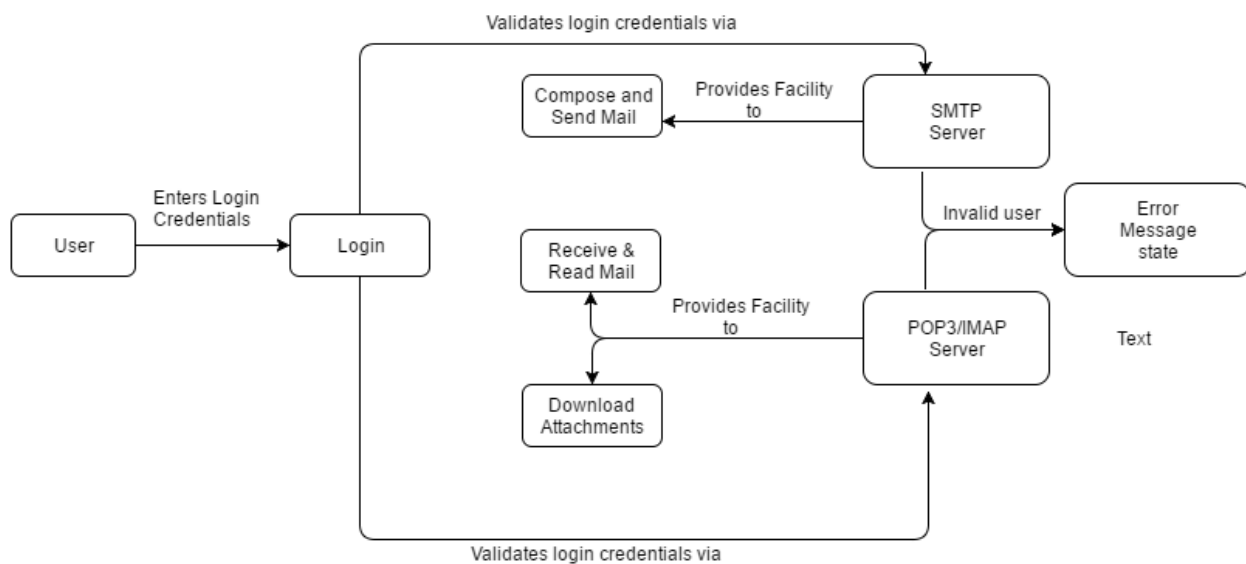 Validates login credentials via
Compose and
Send Mail
Provides Facility
to
SMTP
Server
Enters Login
Credentials
User
Login
Invalid user
Error
Message
state
Receive &
Read Mail
Provides Facility
to
POP3/IMAP
Server
Text
Download
Attachments
Validates login credentials via